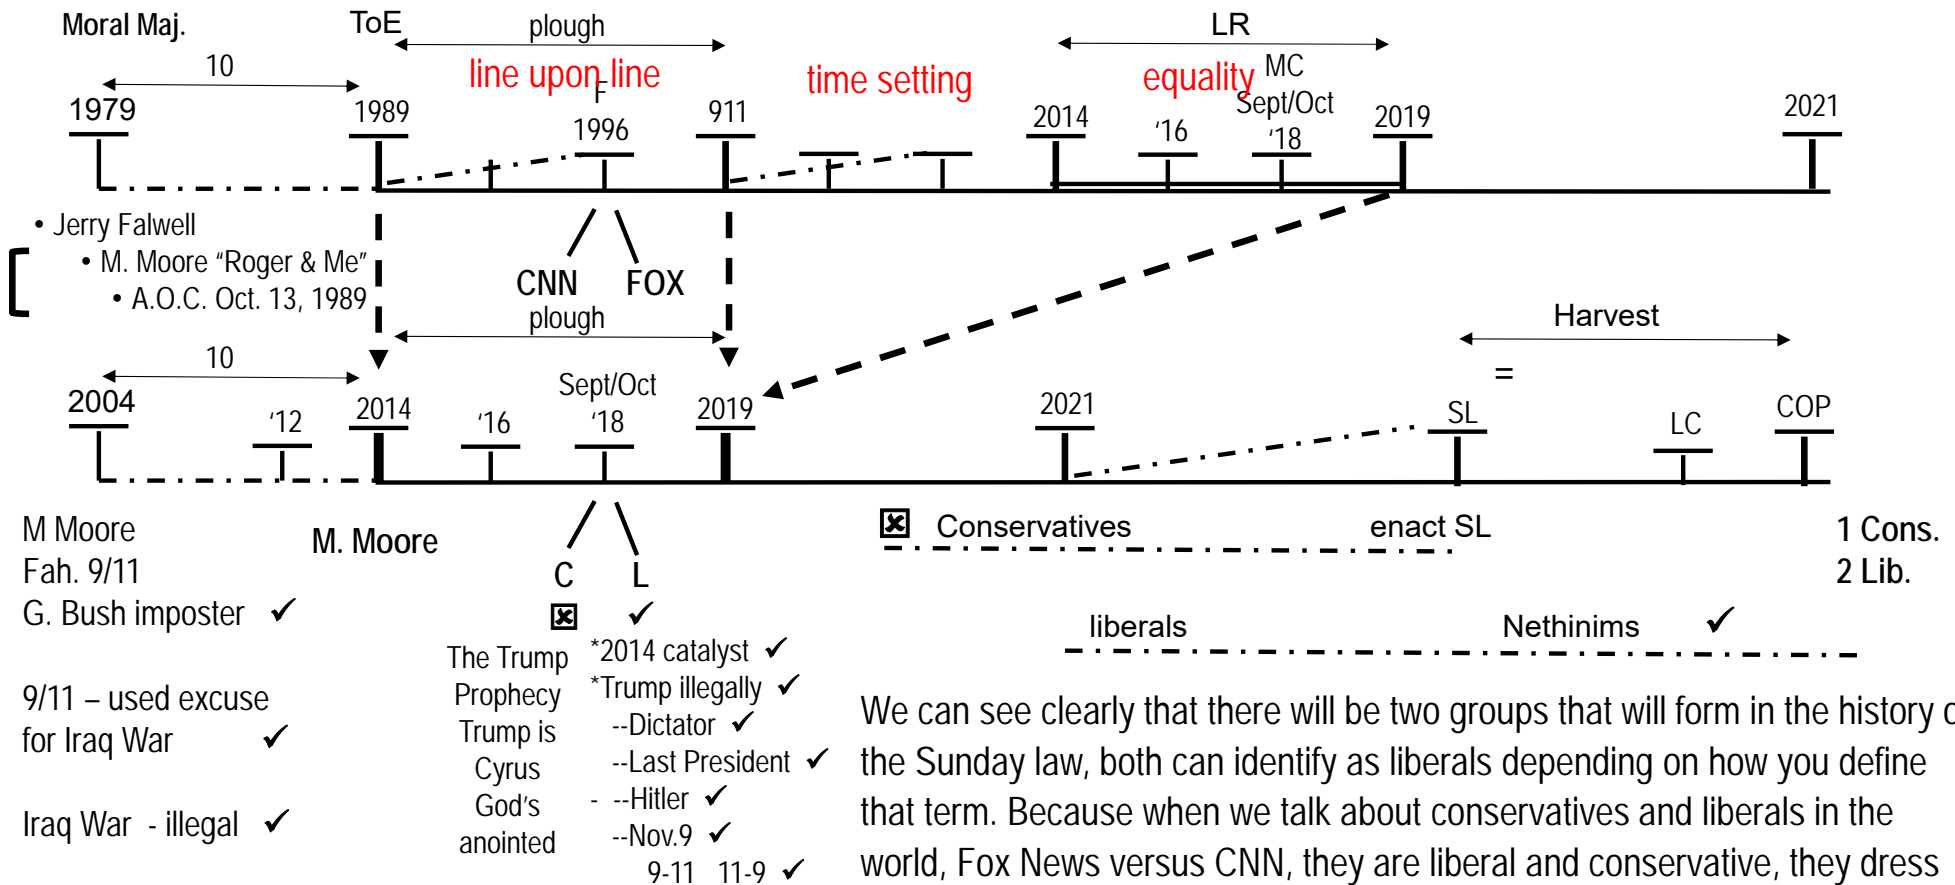 Moral Maj.
ToE
plough
LR
10
line upon line
time setting
equality
MC
F
Sept/Oct
1979
1989
1996
911
2014
'16
'18
2019
2021
• Jerry Falwell
• M. Moore “Roger & Me”
• A.O.C. Oct. 13, 1989
CNN FOX
plough
Harvest
10
Sept/Oct
=
2004
'12
2014
'16
'18
2019
2021
SL
LC
COP
M Moore
Fah. 9/11
G. Bush imposter ✓
9/11 – used excuse
for Iraq War ✓
Iraq War - illegal ✓
M. Moore
C L
☒ ✓
The Trump
Prophecy
Trump is
Cyrus
God's
anointed
*2014 catalyst ✓
*Trump illegally ✓
--Dictator ✓
--Last President ✓
- --Hitler ✓
--Nov.9 ✓
9-11 11-9 ✓
☒ Conservatives enact SL
1 Cons.
2 Lib.
liberals Nethinims ✓
We can see clearly that there will be two groups that will form in the history
the Sunday law, both can identify as liberals depending on how you define
that term. Because when we talk about conservatives and liberals in the
world, Fox News versus CNN, they are liberal and conservative, they dress